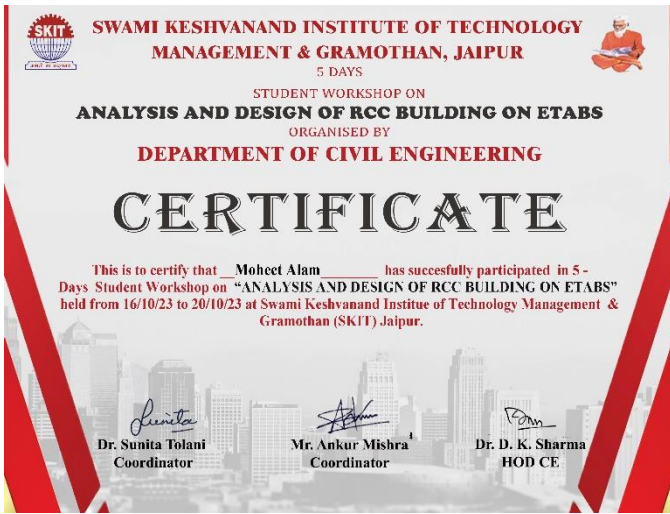 SKIT
SWAMI KESHVANAND INSTITUTE OF TECHNOLOGY
MANAGEMENT & GRAMOTHAN, JAIPUR
5 DAYS
STUDENT WORKSHOP ON
ANALYSIS AND DESIGN OF RCC BUILDING ON ETABS
ORGANISED BY
DEPARTMENT OF CIVIL ENGINEERING
CERTIFICATE
This is to certify that __Moheet Alam______ has succesfully participated in 5 -
Days Student Workshop on "ANALYSIS AND DESIGN OF RCC BUILDING ON ETABS"
held from 16/10/23 to 20/10/23 at Swami Keshvanand Institue of Technology Management &
Gramothan (SKIT) Jaipur.
Sunita
Dr. Sunita Tolani
Coordinator
Mr. Ankur Mishra
Coordinator
Dr. D. K. Sharma
HOD CE